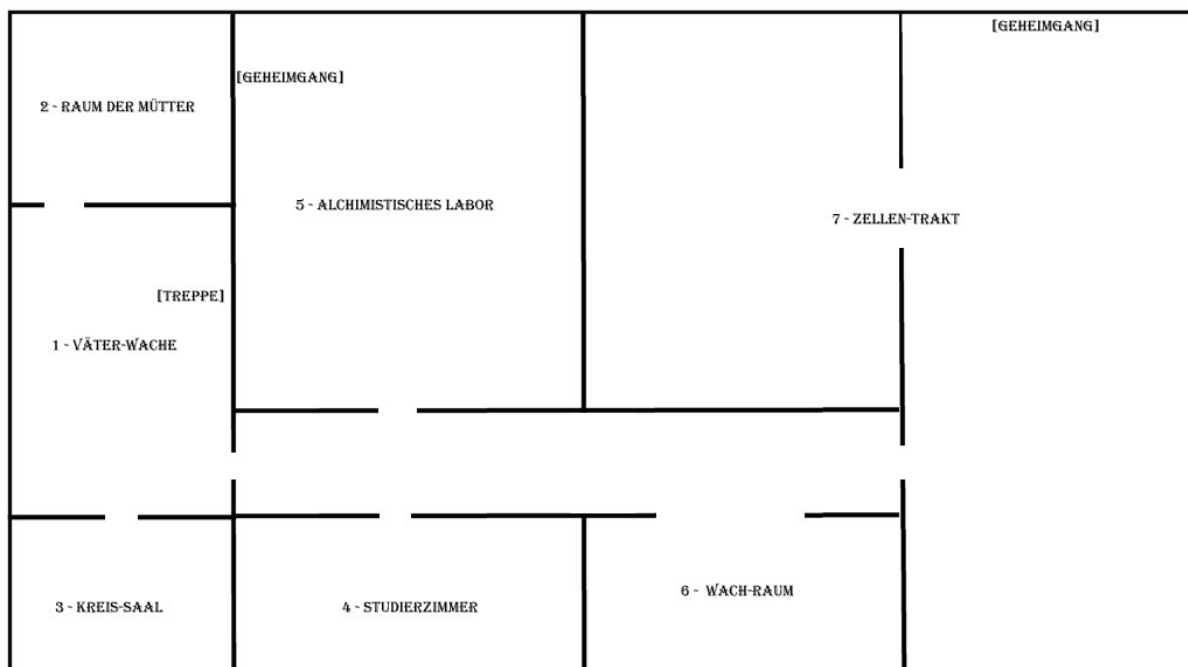 [GEHEIMGANG]
[GEHEIMGANG]
2 - RAUM DER MÜTTER
5 - ALCHIMISTISCHES LABOR
7 - ZELLEN-TRAKT
[TREPPE]
1 - VÄTER-WACHE
6 - WACH-RAUM
3 - KREIS-SAAL
4 - STUDIERZIMMER